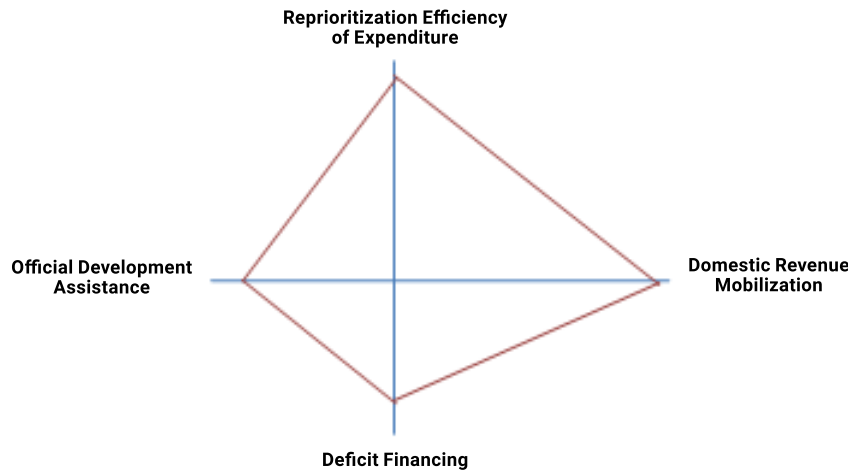 Reprioritization Efficiency
of Expenditure
Official Development
Assistance
Domestic Revenue
Mobilization
Deficit Financing